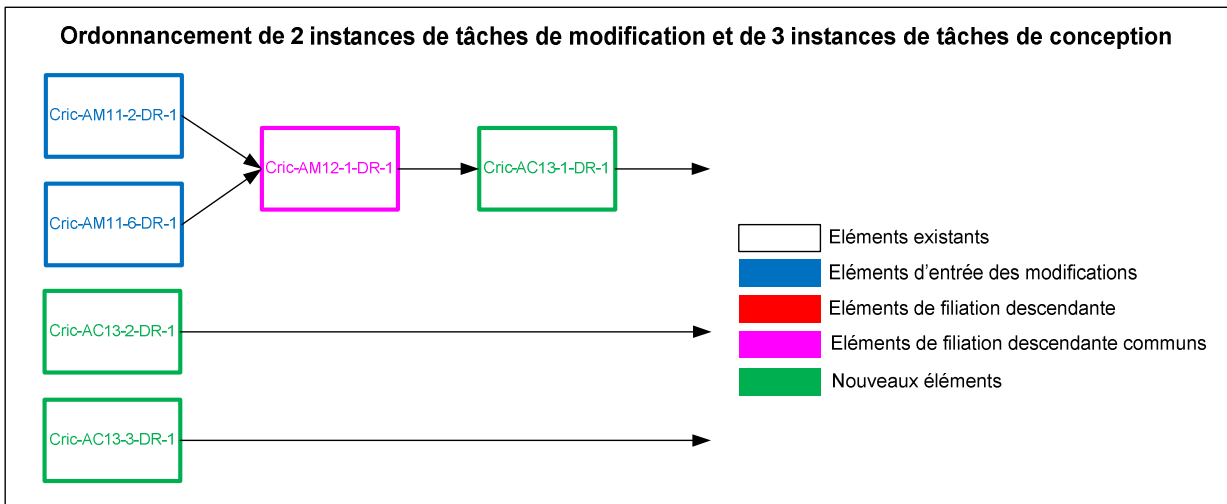 Ordonnancement de 2 instances de tâches de modification et de 3 instances de tâches de conception
Cric-AM11-2-DR-1
Cric-AM12-1-DR-1
Cric-AC13-1-DR-1
Cric-AM11-6-DR-1
Cric-AC13-2-DR-1
Cric-AC13-3-DR-1
Eléments existants
Eléments d'entrée des modifications
Eléments de filiation descendante
Eléments de filiation descendante communs
Nouveaux éléments